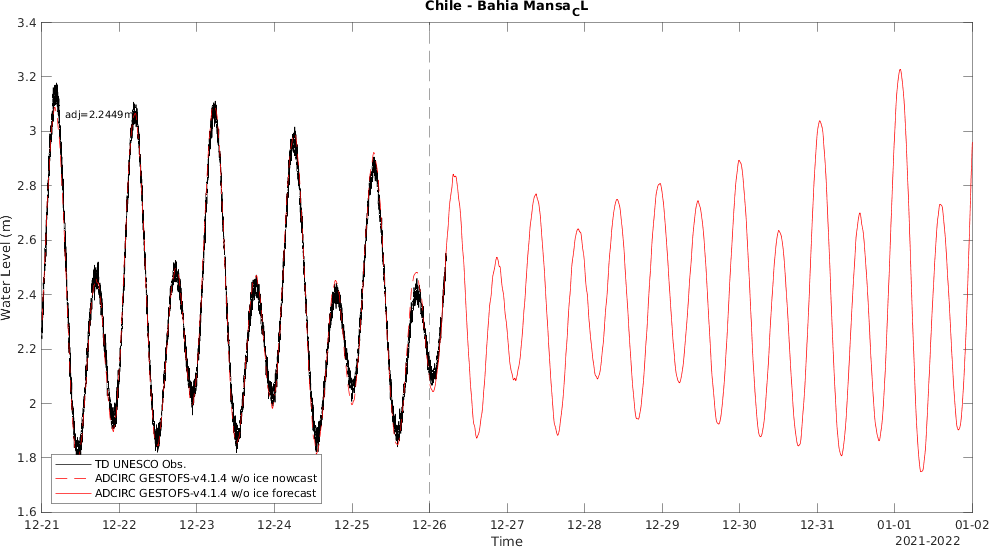 Chile - Bahia Mansa_CL
3.4
3.2
3
2.8
2.6
2.4
2.2
2
1.8
1.6
Water Level (m)
adj=2.2449m
TD UNESCO Obs.
ADCIRC GESTOFS-v4.1.4 w/o ice nowcast
ADCIRC GESTOFS-v4.1.4 w/o ice forecast
12-21 12-22 12-23 12-24 12-25 12-26 12-27 12-28 12-29 12-30 12-31 01-01 01-02
Time
2021-2022